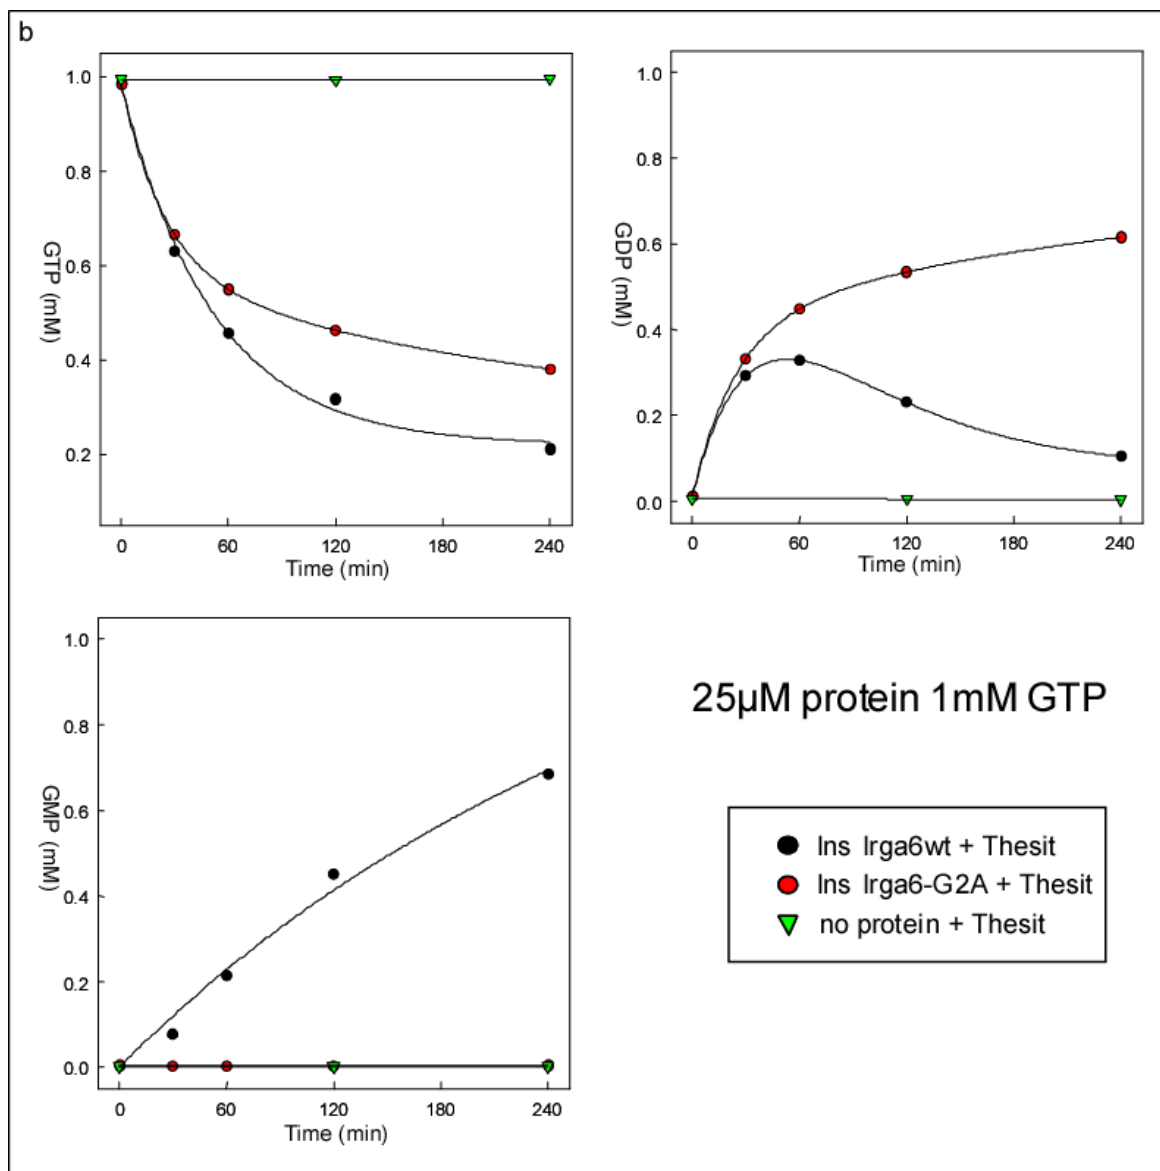 b
1.0
0.8
0.6
0.4
0.2
GTP (mM)
0 60 120 180 240
Time (min)
1.0
0.8
0.6
0.4
0.2
0.0
GDP (mM)
0 60 120 180 240
Time (min)
1.0
0.8
0.6
0.4
0.2
0.0
GMP (mM)
0 60 120 180 240
Time (min)
25µM protein 1mM GTP
Ins Irga6wt + Thesit
Ins Irga6-G2A + Thesit
no protein + Thesit